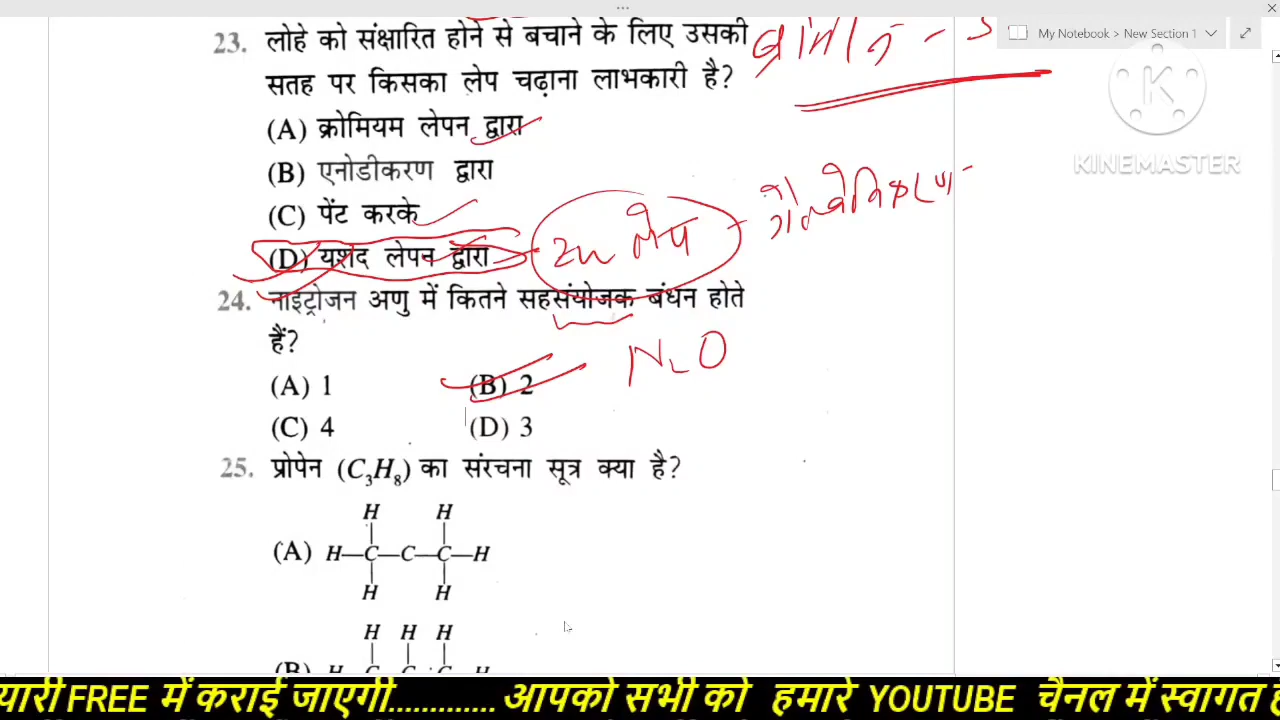 23. लोहे को संक्षारित होने से बचाने के लिए उसकी
My Notebook > New Section 1
सतह पर किसका लेप चढ़ाना लाभकारी है?
KINEMASTER
(A) क्रोमियम लेपन द्वारा
(B) एनोडीकरण द्वारा
(C) पेंट करके
(D) यशद लेपन द्वारा
Zn लेप
24. नाइट्रोजन अणु में कितने सहसंयोजक बंधन होते
हैं?
N2O
(A) 1 (B) 2
(C) 4 (D) 3
25. प्रोपेन (C3H8) का संरचना सूत्र क्या है?
H H
(A) H—C—C—C—H
H H
H H H
(B) H C C C H
यारी FREE में कराई जाएगी............. आपको सभी को हमारे YOUTUBE चैनल में स्वागत ह